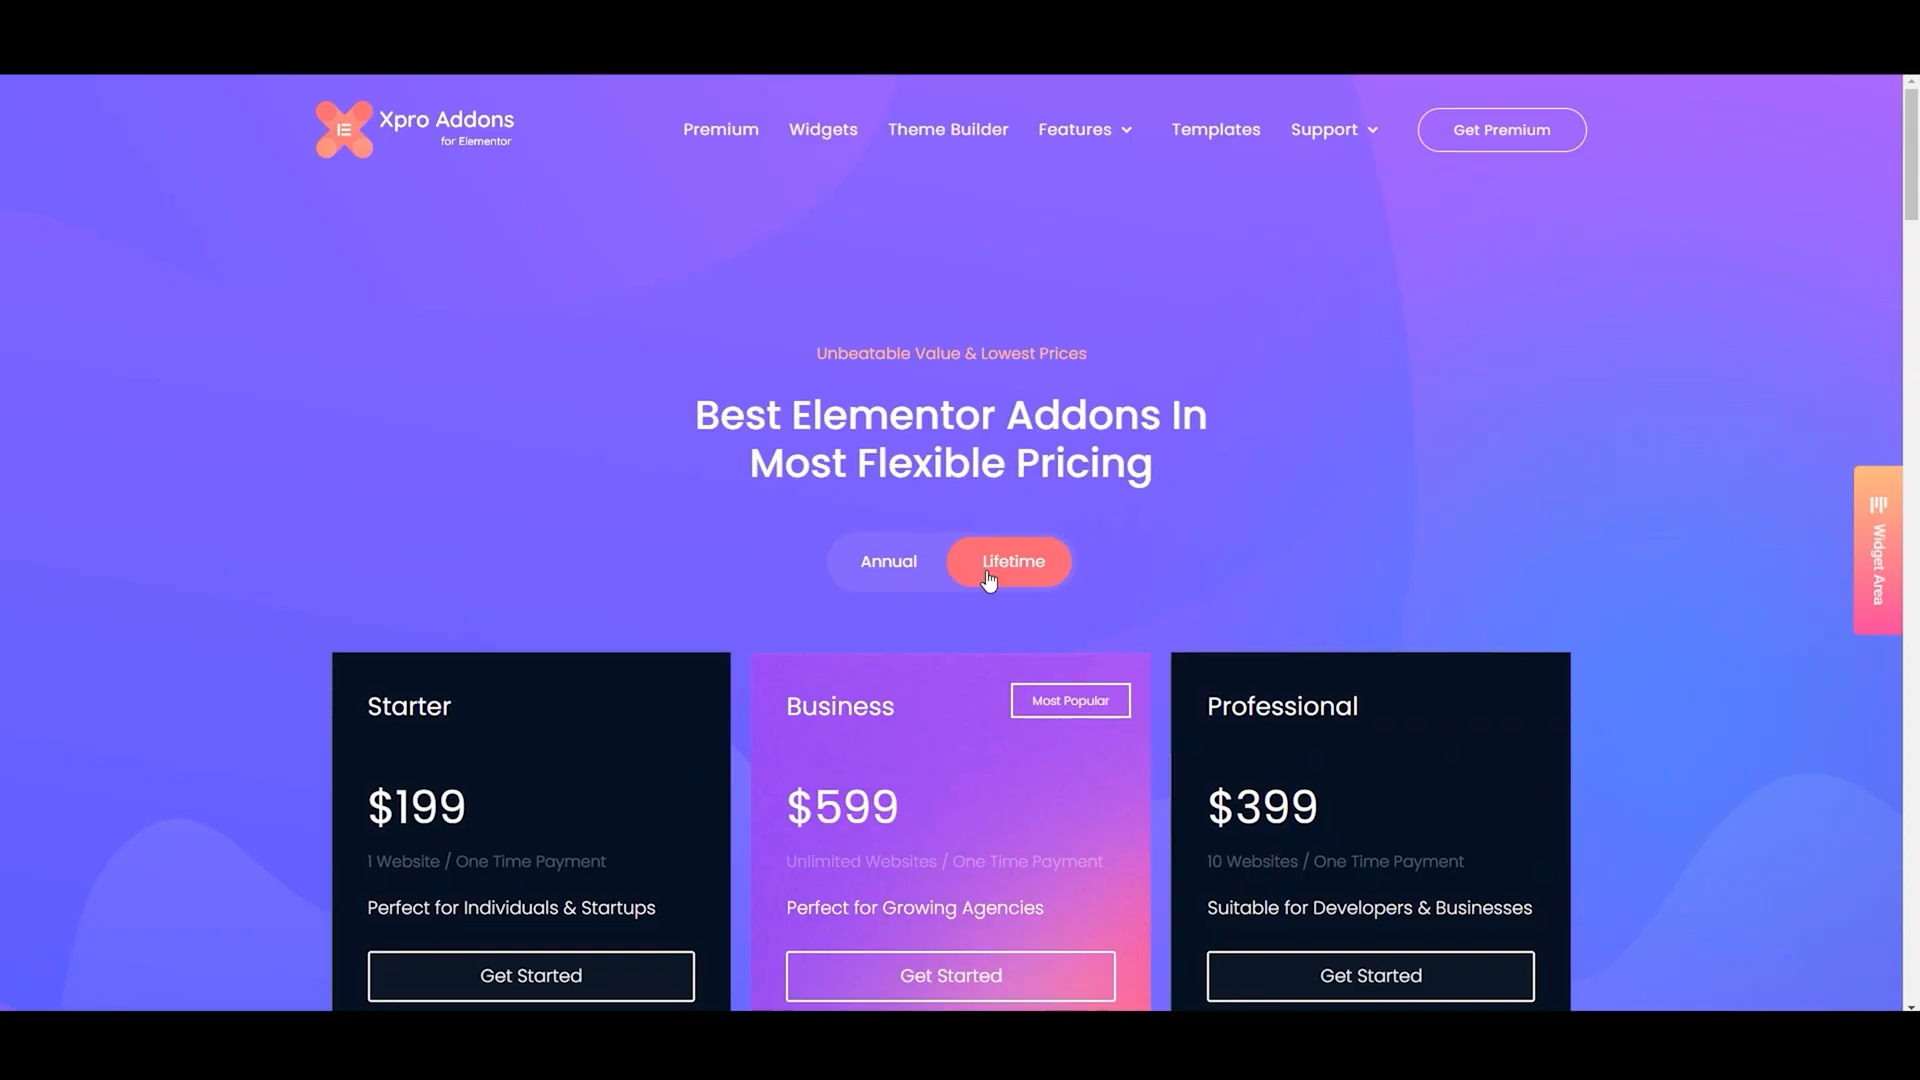 Xpro Addons
for Elementor
Premium
Widgets
Theme Builder
Features
Templates
Support
Get Premium
Unbeatable Value & Lowest Prices
Best Elementor Addons In
Most Flexible Pricing
Annual
Lifetime
Widget Area
Starter
$199
1 Website / One Time Payment
Perfect for Individuals & Startups
Get Started
Business
Most Popular
$599
Unlimited Websites / One Time Payment
Perfect for Growing Agencies
Get Started
Professional
$399
10 Websites / One Time Payment
Suitable for Developers & Businesses
Get Started